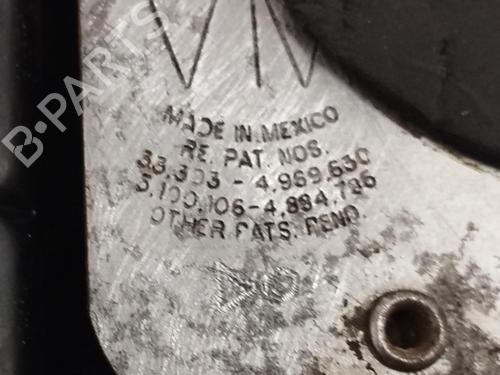 MADE IN MEXICO
RE. PAT. NOS.
33.303 - 4.969.630
5.100.106-4.884.786
OTHER PATS. PEND.
B-PARTS